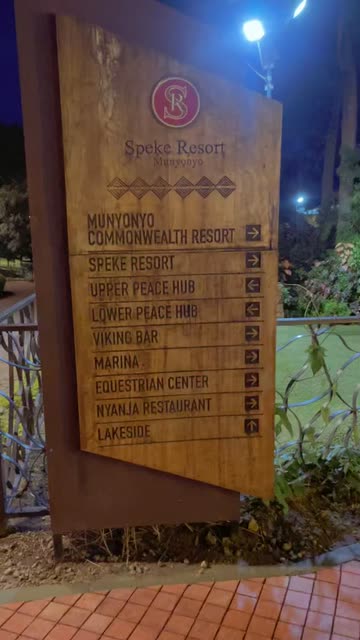 SR
Speke Resort
Munyonyo
MUNYONYO
COMMONWEALTH RESORT →
SPEKE RESORT →
UPPER PEACE HUB ←
LOWER PEACE HUB ←
VIKING BAR →
MARINA →
EQUESTRIAN CENTER →
NYANJA RESTAURANT →
LAKESIDE ↑